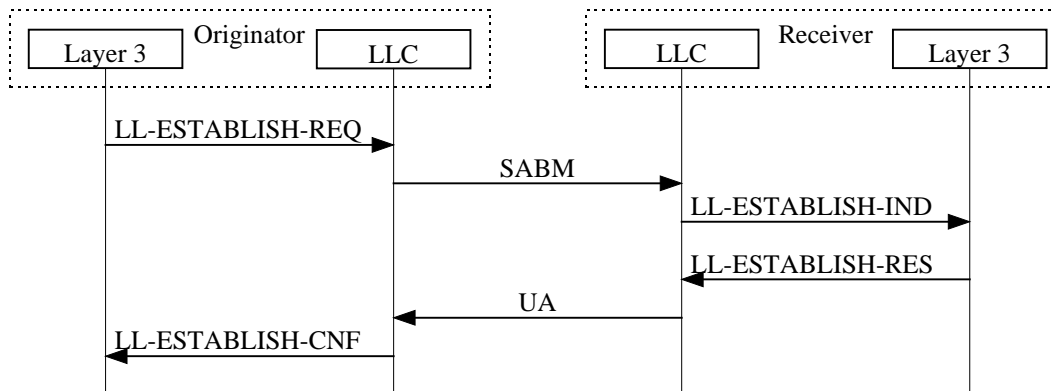 Originator
Receiver
Layer 3
LLC
LLC
Layer 3
LL-ESTABLISH-REQ
SABM
LL-ESTABLISH-IND
LL-ESTABLISH-RES
UA
LL-ESTABLISH-CNF